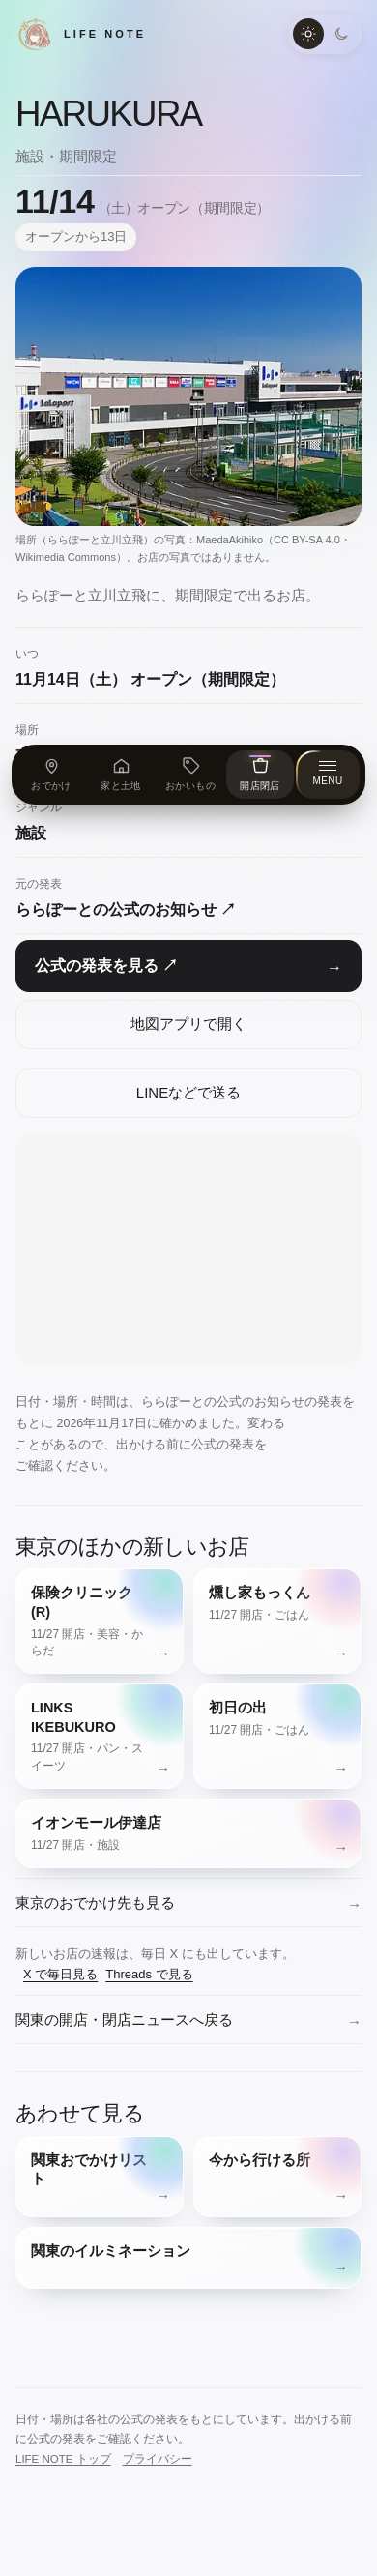 LIFE NOTE
HARUKURA
施設・期間限定
11/14（土）オープン（期間限定）
オープンから13日
LaLaport
LaLaport
場所（ららぽーと立川立飛）の写真：MaedaAkihiko（CC BY-SA 4.0・
Wikimedia Commons）。お店の写真ではありません。
ららぽーと立川立飛に、期間限定で出るお店。
いつ
11月14日（土） オープン（期間限定）
場所
おでかけ
家と土地
おかいもの
開店閉店
MENU
ジャンル
施設
元の発表
ららぽーとの公式のお知らせ ↗
公式の発表を見る ↗ →
地図アプリで開く
LINEなどで送る
日付・場所・時間は、ららぽーとの公式のお知らせの発表を
もとに 2026年11月17日に確かめました。変わる
ことがあるので、出かける前に公式の発表を
ご確認ください。
東京のほかの新しいお店
保険クリニック
(R)
11/27 開店・美容・か
らだ →
燻し家もっくん
11/27 開店・ごはん
→
LINKS
IKEBUKURO
11/27 開店・パン・ス
イーツ →
初日の出
11/27 開店・ごはん
→
イオンモール伊達店
11/27 開店・施設 →
東京のおでかけ先も見る →
新しいお店の速報は、毎日 X にも出しています。
X で毎日見る Threads で見る
関東の開店・閉店ニュースへ戻る →
あわせて見る
関東おでかけリス
ト →
今から行ける所
→
関東のイルミネーション
→
日付・場所は各社の公式の発表をもとにしています。出かける前
に公式の発表をご確認ください。
LIFE NOTE トップ プライバシー